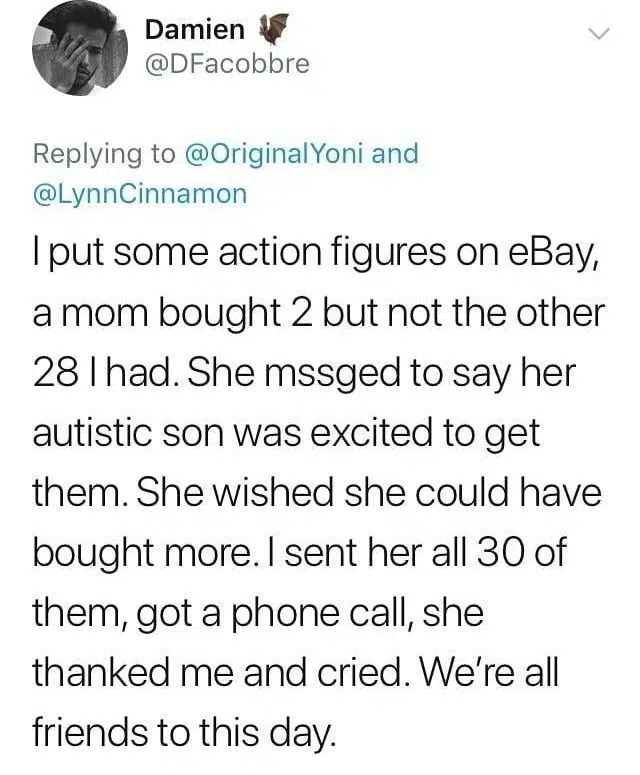 Damien
@DFacobbre
Replying to @OriginalYoni and
@LynnCinnamon
I put some action figures on eBay,
a mom bought 2 but not the other
28 I had. She mssged to say her
autistic son was excited to get
them. She wished she could have
bought more. I sent her all 30 of
them, got a phone call, she
thanked me and cried. We're all
friends to this day.